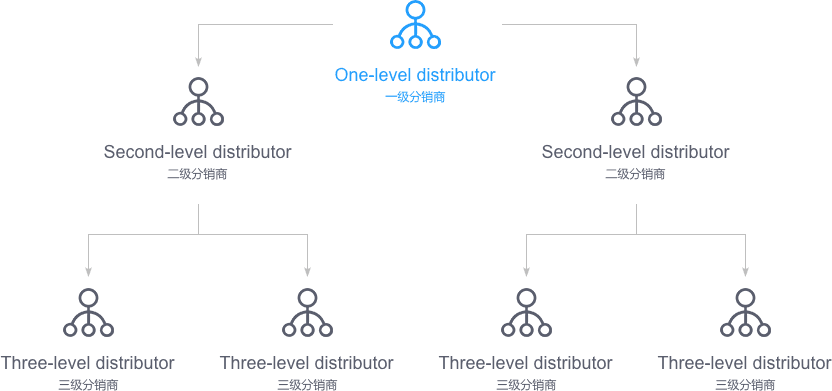 One-level distributor
一级分销商
Second-level distributor
二级分销商
Second-level distributor
二级分销商
Three-level distributor
三级分销商
Three-level distributor
三级分销商
Three-level distributor
三级分销商
Three-level distributor
三级分销商